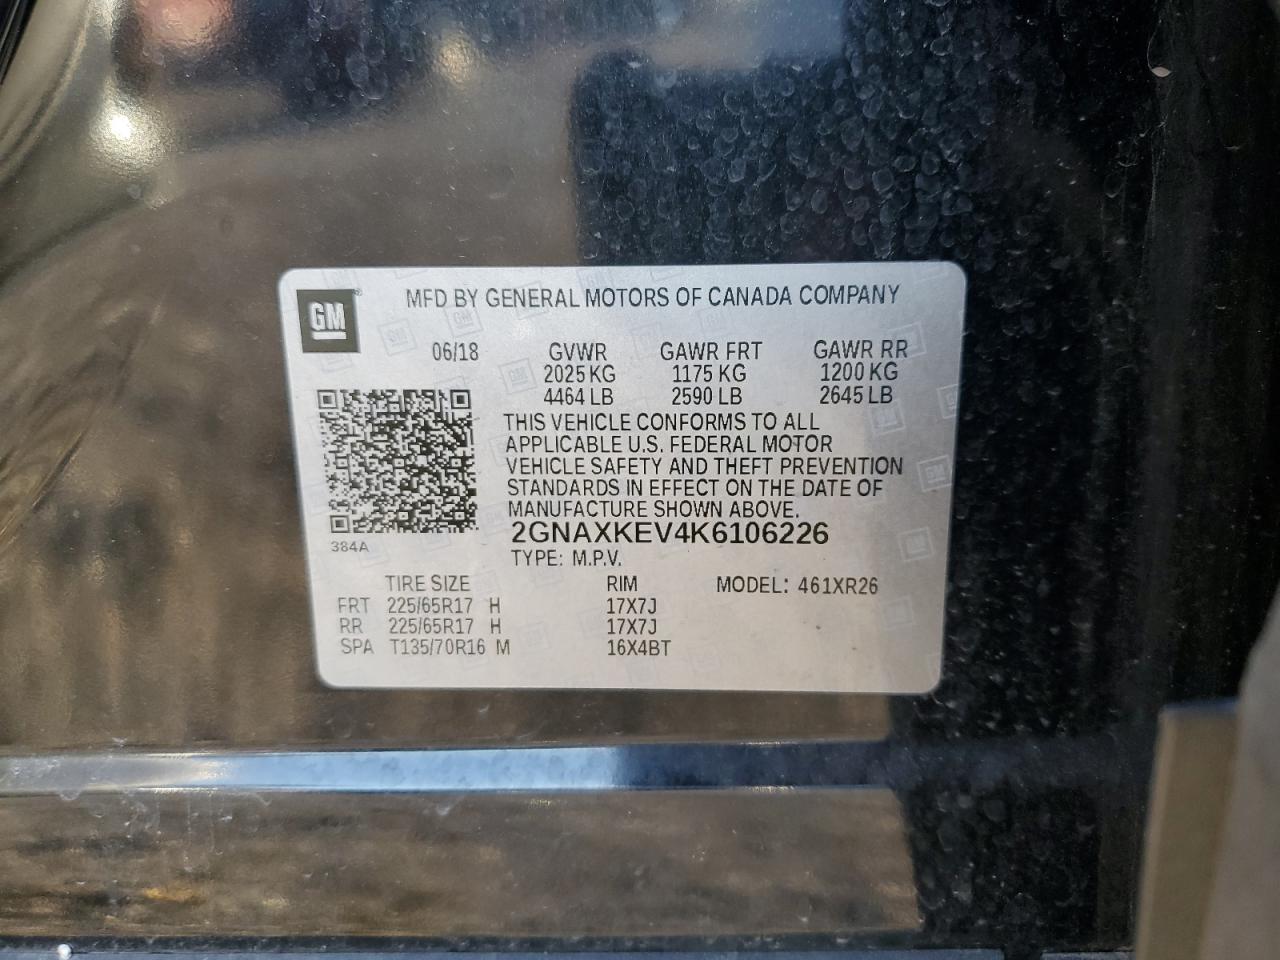 GM ®
MFD BY GENERAL MOTORS OF CANADA COMPANY
06/18 GVWR GAWR FRT GAWR RR
2025 KG 1175 KG 1200 KG
4464 LB 2590 LB 2645 LB
THIS VEHICLE CONFORMS TO ALL
APPLICABLE U.S. FEDERAL MOTOR
VEHICLE SAFETY AND THEFT PREVENTION
STANDARDS IN EFFECT ON THE DATE OF
MANUFACTURE SHOWN ABOVE.
2GNAXKEV4K6106226
384A
TYPE: M.P.V.
TIRE SIZE RIM MODEL: 461XR26
FRT 225/65R17 H 17X7J
RR 225/65R17 H 17X7J
SPA T135/70R16 M 16X4BT